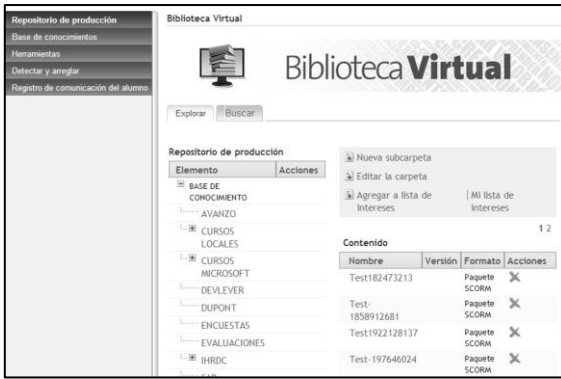 Repositorio de producción
Base de conocimientos
Herramientas
Detectar y arreglar
Registro de comunicación del alumno
Biblioteca Virtual
Biblioteca Virtual
Explorar
Buscar
Repositorio de producción
Elemento
Acciones
BASE DE
CONOCIMIENTO
AVANZO
CURSOS
LOCALES
CURSOS
MICROSOFT
DEVLEVER
DUPONT
ENCUESTAS
EVALUACIONES
IHRDC
Nueva subcarpeta
Editar la carpeta
Agregar a lista de
intereses
| Mi lista de
intereses
1 2
Contenido
Nombre Versión Formato Acciones
Test182473213
Paquete
SCORM
Test-
1858912681
Paquete
SCORM
Test1922128137
Paquete
SCORM
Test-197646024
Paquete
SCORM